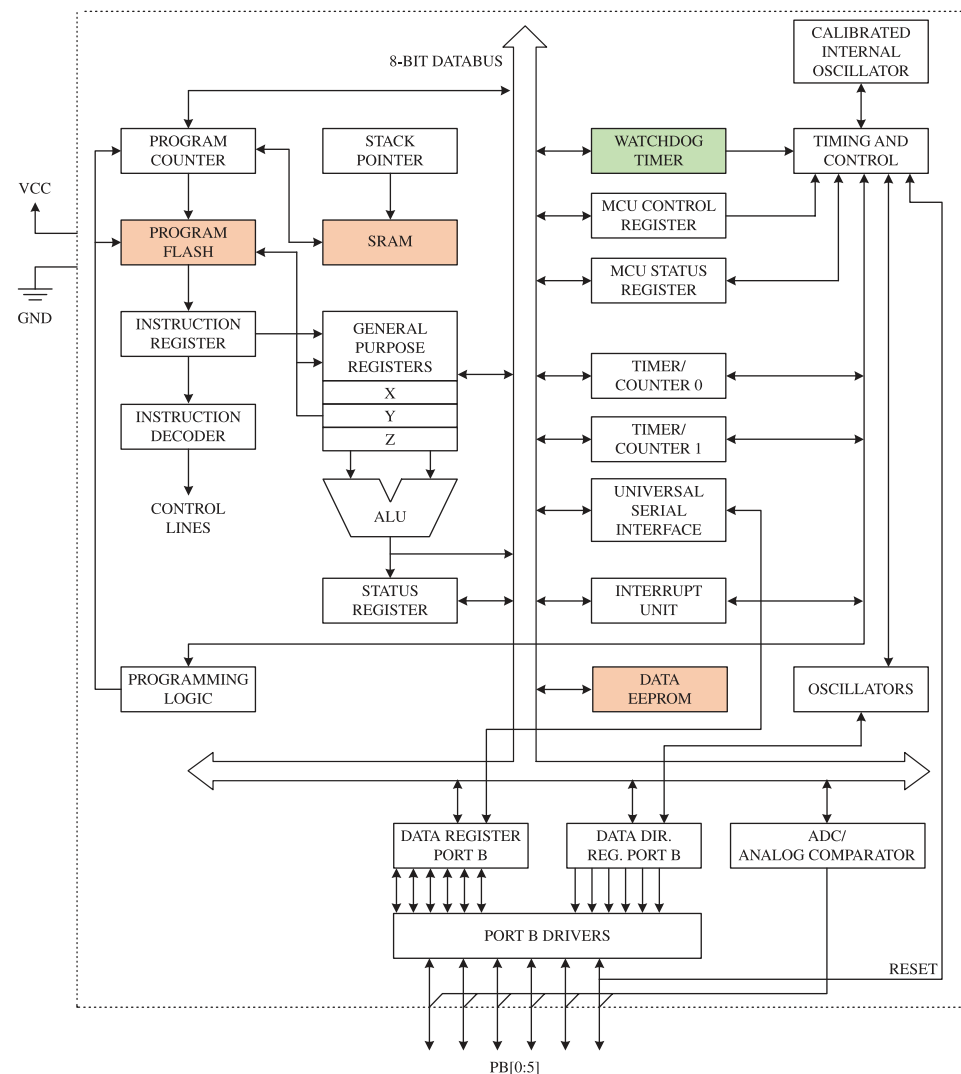 CALIBRATED
INTERNAL
OSCILLATOR
8-BIT DATABUS
PROGRAM
COUNTER
STACK
POINTER
WATCHDOG
TIMER
TIMING AND
CONTROL
VCC
MCU CONTROL
REGISTER
PROGRAM
FLASH
SRAM
MCU STATUS
REGISTER
GND
INSTRUCTION
REGISTER
GENERAL
PURPOSE
REGISTERS
X
Y
Z
TIMER/
COUNTER 0
INSTRUCTION
DECODER
TIMER/
COUNTER 1
CONTROL
LINES
ALU
UNIVERSAL
SERIAL
INTERFACE
STATUS
REGISTER
INTERRUPT
UNIT
PROGRAMMING
LOGIC
DATA
EEPROM
OSCILLATORS
DATA REGISTER
PORT B
DATA DIR.
REG. PORT B
ADC/
ANALOG COMPARATOR
PORT B DRIVERS
RESET
PB[0:5]